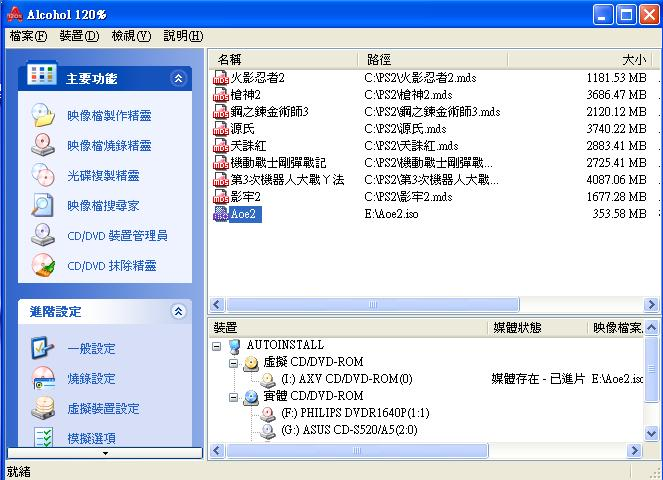 Alcohol 120%
檔案(F) 裝置(D) 檢視(V) 說明(H)
主要功能
映像檔製作精靈
映像檔燒錄精靈
光碟複製精靈
映像檔搜尋家
CD/DVD 裝置管理員
CD/DVD 抹除精靈
進階設定
一般設定
燒錄設定
虛擬裝置設定
模擬選項
名稱 路徑 大小
火影忍者2 C:\PS2\火影忍者2.mds 1181.53 MB
槍神2 C:\PS2\槍神2.mds 3686.47 MB
鋼之鍊金術師3 C:\PS2\鋼之鍊金術師3.mds 2120.12 MB
源氏 C:\PS2\源氏.mds 3740.22 MB
天誅紅 C:\PS2\天誅紅.mds 2883.41 MB
機動戰士剛彈戰記 C:\PS2\機動戰士剛彈戰... 2725.41 MB
第3次機器人大戰丫法 C:\PS2\第3次機器人大戰... 4087.06 MB
影牢2 C:\PS2\影牢2.mds 1677.28 MB
Aoe2 E:\Aoe2.iso 353.58 MB
裝置 媒體狀態 映像檔案.
AUTOINSTALL
虛擬 CD/DVD-ROM
(I:) AXV CD/DVD-ROM(0) 媒體存在 - 已進片 E:\Aoe2.iso
實體 CD/DVD-ROM
(F:) PHILIPS DVDR1640P(1:1)
(G:) ASUS CD-S520/A5(2:0)
就緒